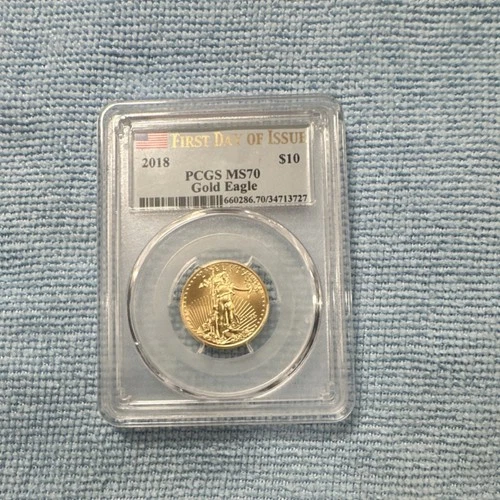 FIRST DAY OF ISSUE
2018 $10
PCGS MS70
Gold Eagle
660286.70/34713727